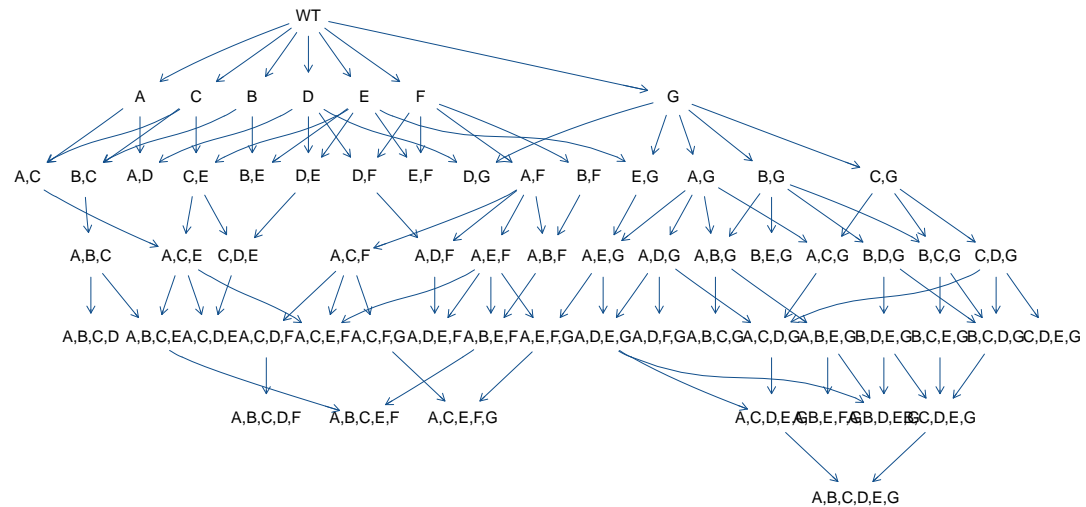 WT
A C B D E F G
A,C B,C A,D C,E B,E D,E D,F E,F D,G A,F B,F E,G A,G B,G C,G
A,B,C A,C,E C,D,E A,C,F A,D,F A,E,F A,B,F A,E,G A,D,G A,B,G B,E,G A,C,G B,D,G B,C,G C,D,G
A,B,C,D A,B,C,E A,C,D,E A,C,D,F A,C,E,F A,C,F,G A,D,E,F A,B,E,F A,E,F,G A,D,E,G A,D,F,G A,B,C,G A,C,D,G A,B,E,G B,D,E,G B,C,E,G B,C,D,G C,D,E,G
A,B,C,D,F A,B,C,E,F A,C,E,F,G A,C,D,E,G A,B,E,F,G A,B,D,E,G B,C,D,E,G
A,B,C,D,E,G